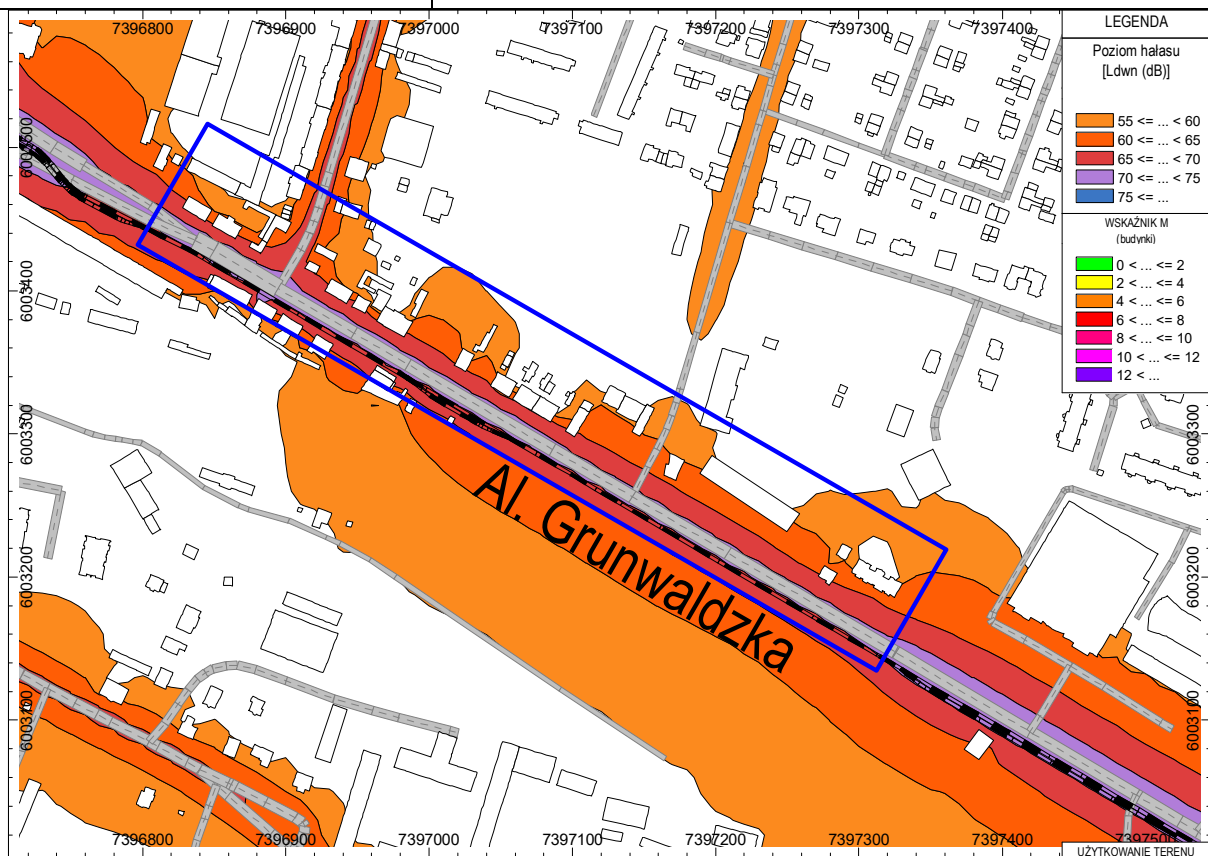 7396800 7396900 7397000 7397100 7397200 7397300 7397400
LEGENDA
Poziom hałasu
[Ldwn (dB)]
55 <= ... < 60
60 <= ... < 65
65 <= ... < 70
70 <= ... < 75
75 <= ...
WSKAŹNIK M
(budynki)
0 < ... <= 2
2 < ... <= 4
4 < ... <= 6
6 < ... <= 8
8 < ... <= 10
10 < ... <= 12
12 < ...
6003500
6003400
6003300 6003300
6003200 6003200
6003100 6003100
Al. Grunwaldzka
7396800 7396900 7397000 7397100 7397200 7397300 7397400 7397500
UŻYTKOWANIE TERENU